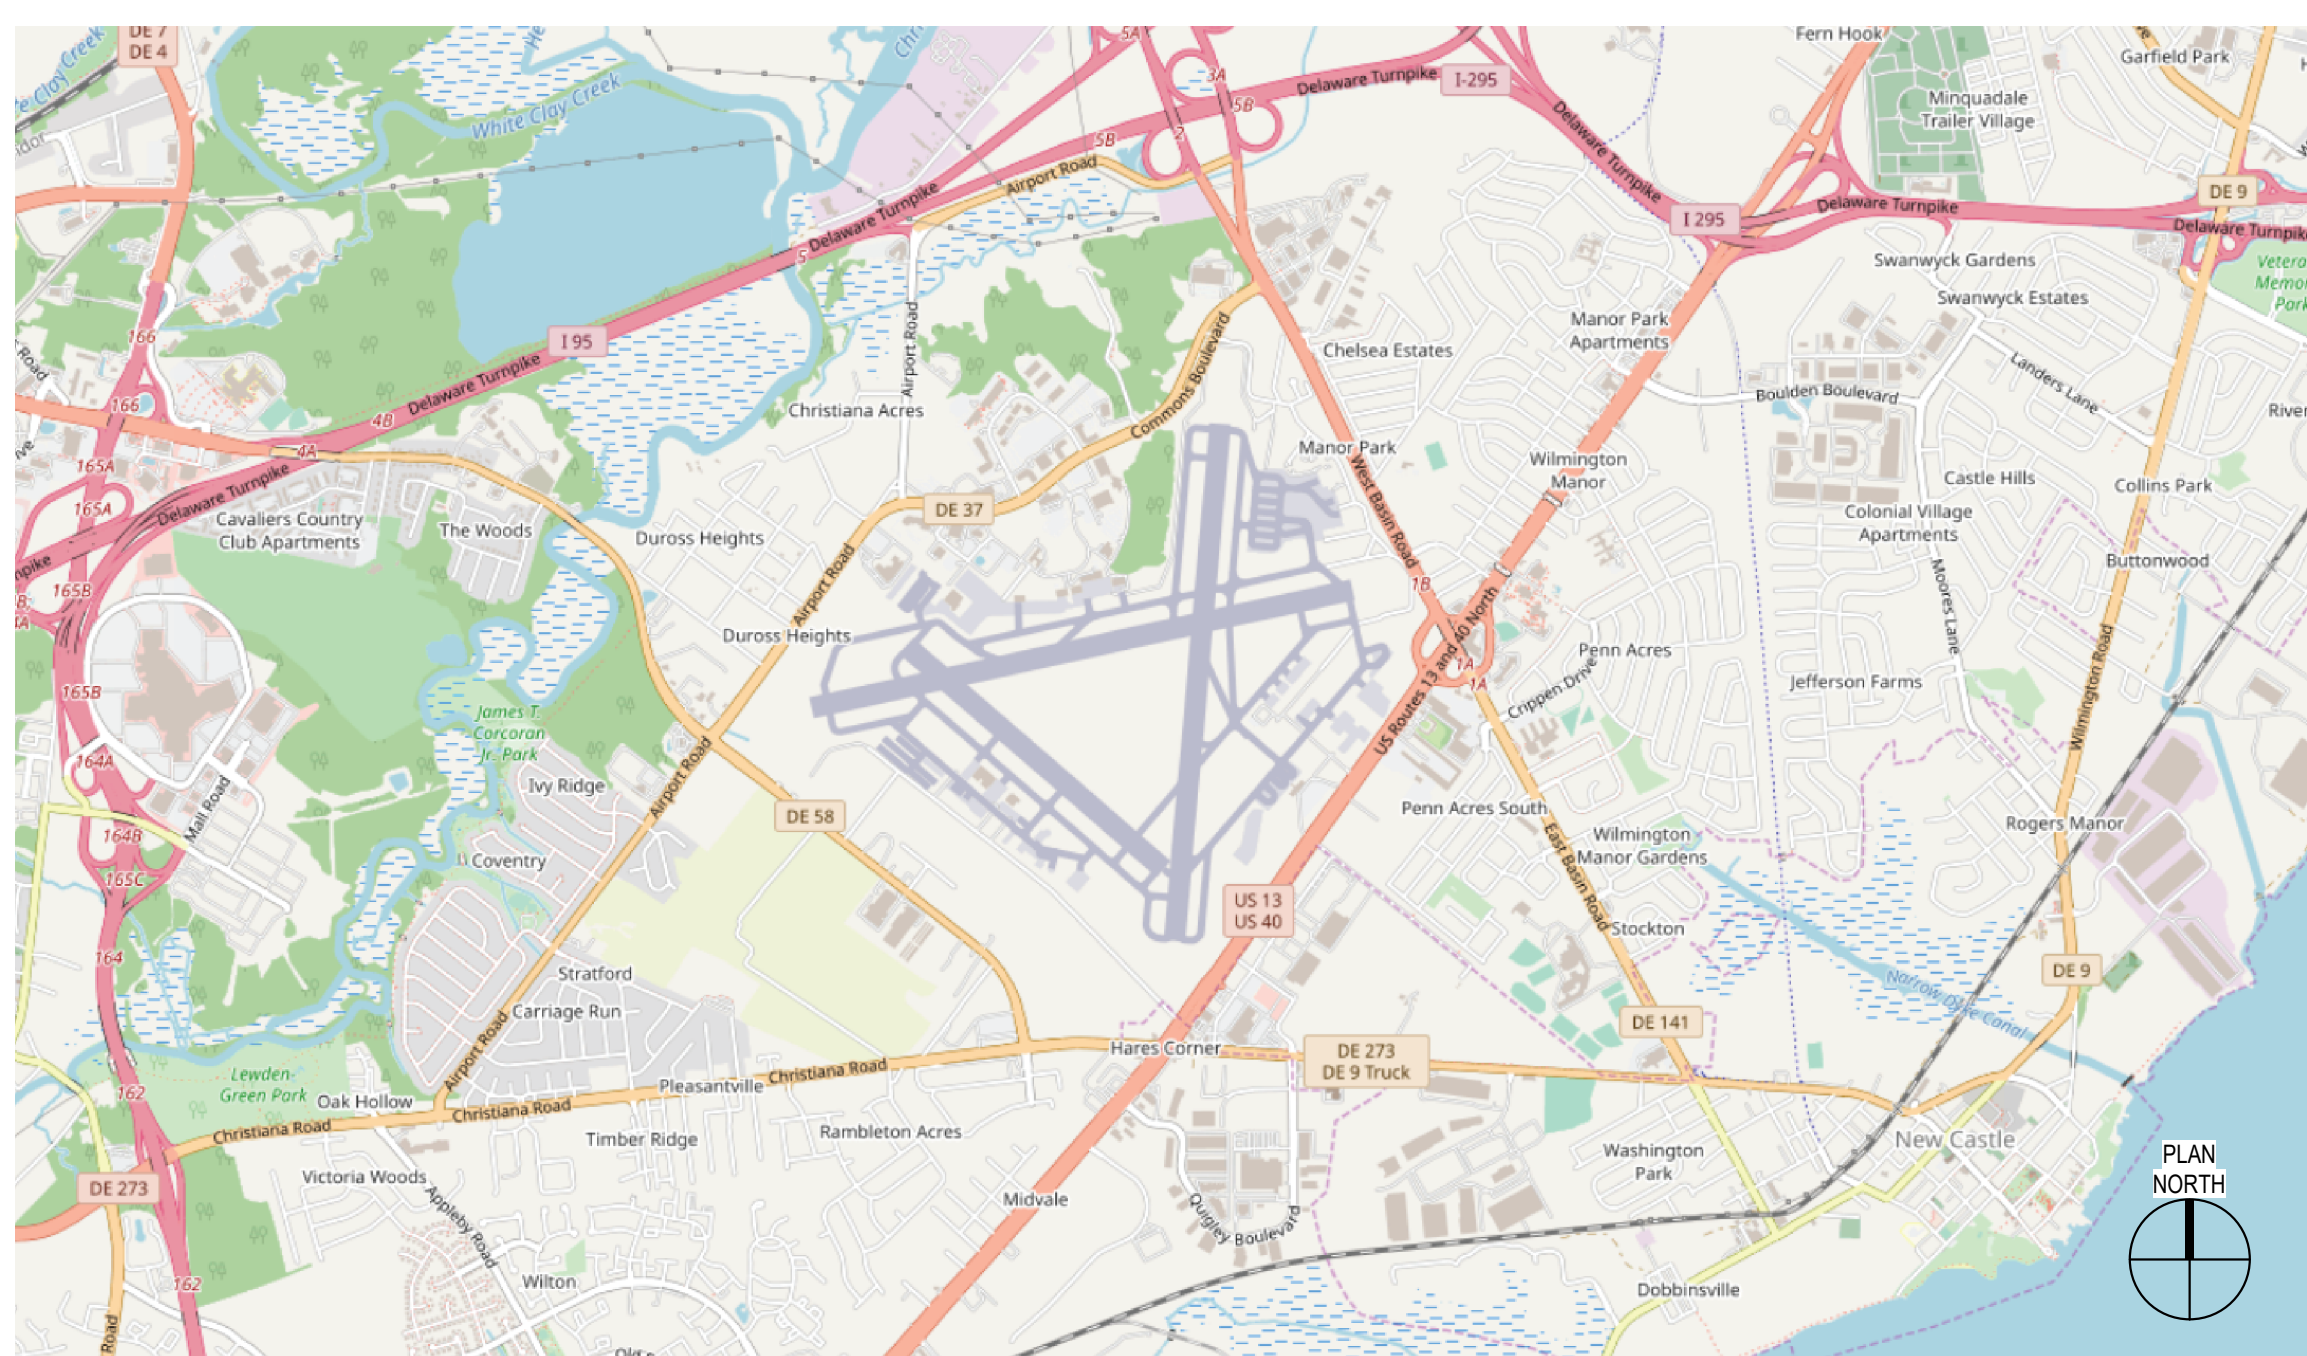 DE 7
DE 4
White Clay Creek
5A
3A
5B
Delaware Turnpike
I-295
Fern Hook
Garfield Park
Minquadale
Trailer Village
Delaware Turnpike
2
5B
Airport Road
DE 9
I 295
Delaware Turnpike
Delaware Turnpike
Swanwyck Gardens
Swanwyck Estates
Delaware Turnpike
5
166
I 95
Airport Road
Manor Park
Apartments
Chelsea Estates
Commons Boulevard
Landers Lane
Boulden Boulevard
Delaware Turnpike
4B
166
Christiana Acres
4A
165A
Delaware Turnpike
165A
Manor Park
West Basin Road
Wilmington
Manor
Castle Hills
Collins Park
Cavaliers Country
Club Apartments
The Woods
DE 37
Duross Heights
Airport Road
Colonial Village
Apartments
Buttonwood
Moores Lane
165B
1B
Duross Heights
US Routes 13 and 40 North
1A
1A
Penn Acres
Crippen Drive
Jefferson Farms
Wilmington Road
165B
James T.
Corcoran
Jr. Park
164A
Ivy Ridge
Airport Road
Mall Road
DE 58
Penn Acres South
Wilmington
Manor Gardens
Rogers Manor
164B
Coventry
165C
East Basin Road
US 13
US 40
Stockton
164
Stratford
Carriage Run
DE 9
Narrow Dyke Canal
DE 141
Airport Road
Hares Corner
DE 273
DE 9 Truck
Lewden
Green Park
162
Oak Hollow
Pleasantville
Christiana Road
Christiana Road
Christiana Road
Timber Ridge
Rambleton Acres
New Castle
Washington
Park
PLAN
NORTH
DE 273
Victoria Woods
Appleby Road
Midvale
Quigley Boulevard
162
Wilton
Dobbinsville
Road